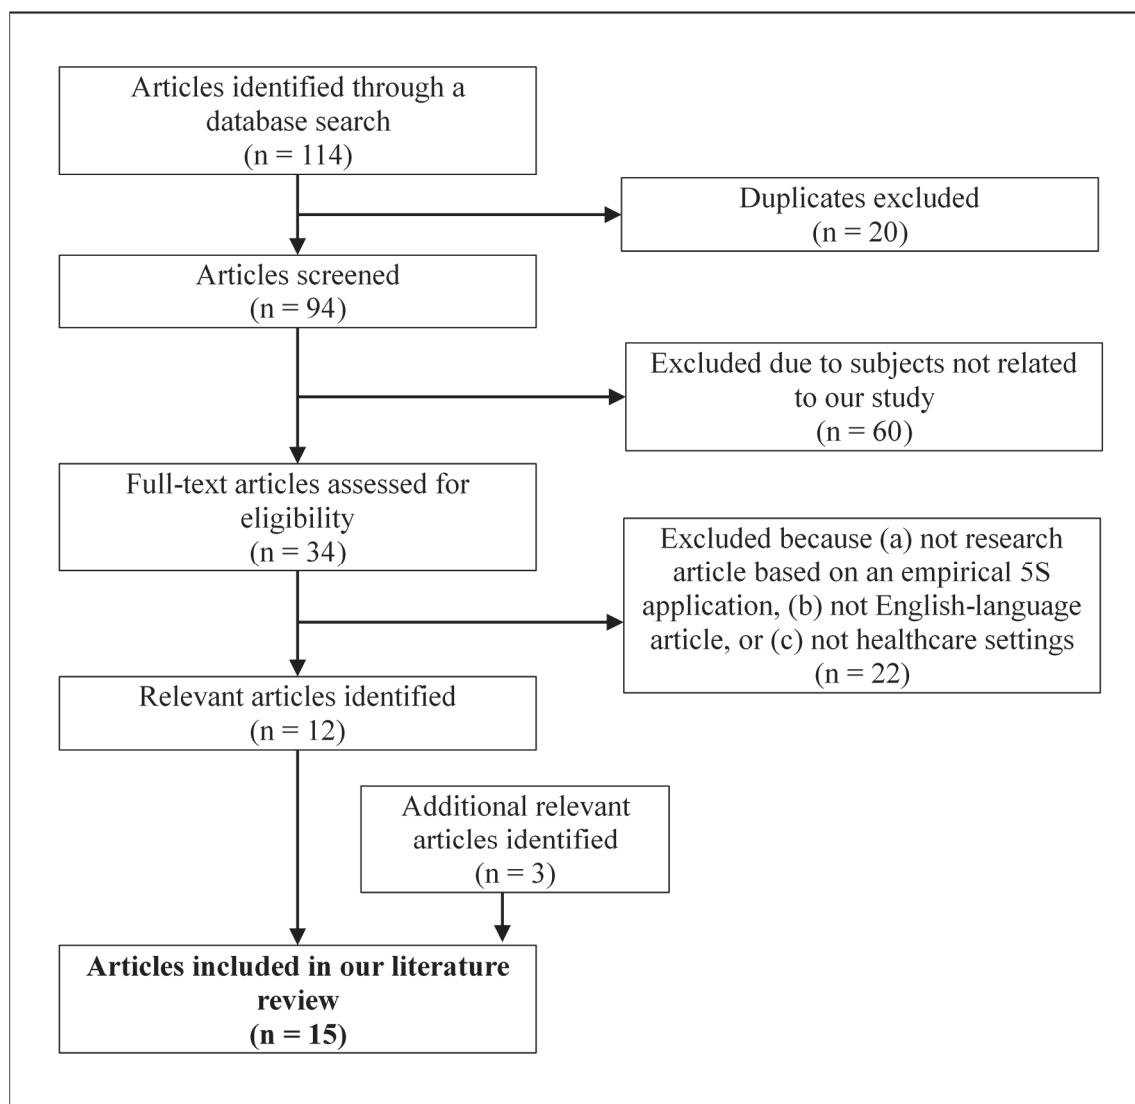 Articles identified through a
database search
(n = 114)
Duplicates excluded
(n = 20)
Articles screened
(n = 94)
Excluded due to subjects not related
to our study
(n = 60)
Full-text articles assessed for
eligibility
(n = 34)
Excluded because (a) not research
article based on an empirical 5S
application, (b) not English-language
article, or (c) not healthcare settings
(n = 22)
Relevant articles identified
(n = 12)
Additional relevant
articles identified
(n = 3)
Articles included in our literature
review
(n = 15)